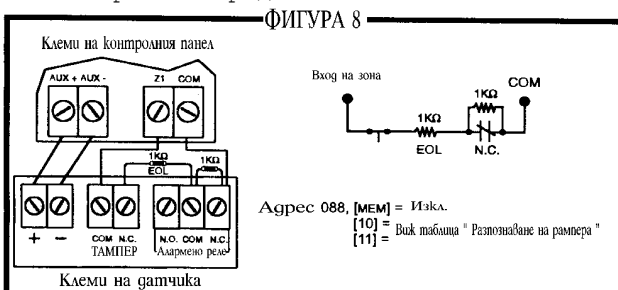 ФИГУРА 8
Клеми на контролния панел
AUX + AUX -
Z1 COM
1KΩ
EOL
1KΩ
+ -
COM N.C.
N.O. COM N.C.
ТАМПЕР
Алармено реле
Клеми на датчика
Вход на зона
COM
1KΩ
1KΩ
EOL
N.C.
Адрес 088, [MEM] = Изкл.
[10] =
[11] =
Виж таблица " Разпознаване на рампера "